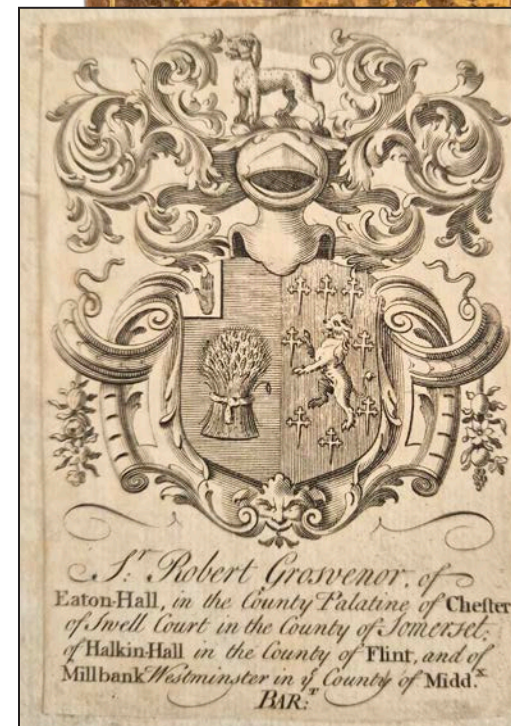 S.r Robert Grosvenor, of
Eaton-Hall, in the County Palatine of Cheſter
of Swell Court in the County of Somerſet,
of Halkin-Hall in the County of Flint, and of
Millbank Westminster in ẏ County of Midd.x
BAR:T